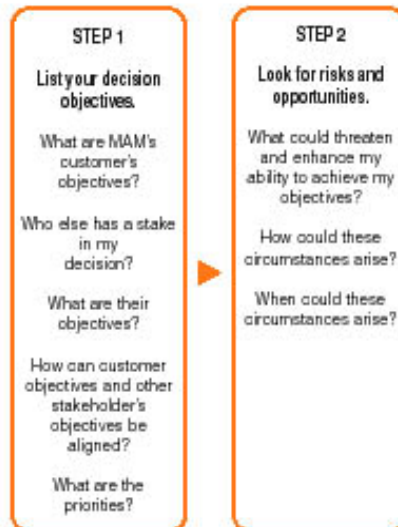 STEP 1
List your decision
objectives.
What are MAM's
customer's
objectives?
Who else has a stake
in my
decision?
What are their
objectives?
How can customer
objectives and other
stakeholder's
objectives be
aligned?
What are the
priorities?
STEP 2
Look for risks and
opportunities.
What could threaten
and enhance my
ability to achieve my
objectives?
How could these
circumstances arise?
When could these
circumstances arise?